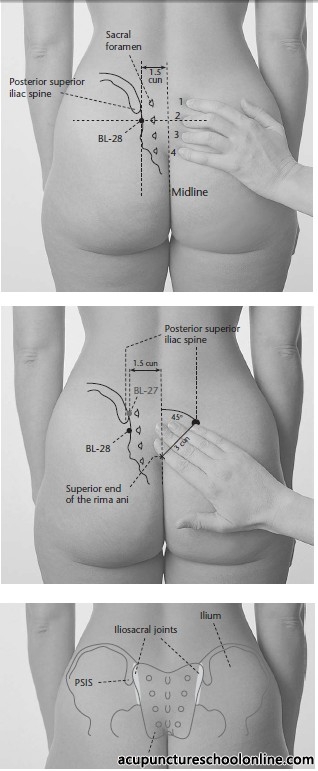 Sacral
foramen
1.5
cun
Posterior superior
iliac spine
1
2
BL-28
3
4
Midline
Posterior superior
iliac spine
1.5 cun
BL-27
45°
3 cun
BL-28
Superior end
of the rima ani
Ilium
Iliosacral joints
PSIS
acupunctureschoolonline.com